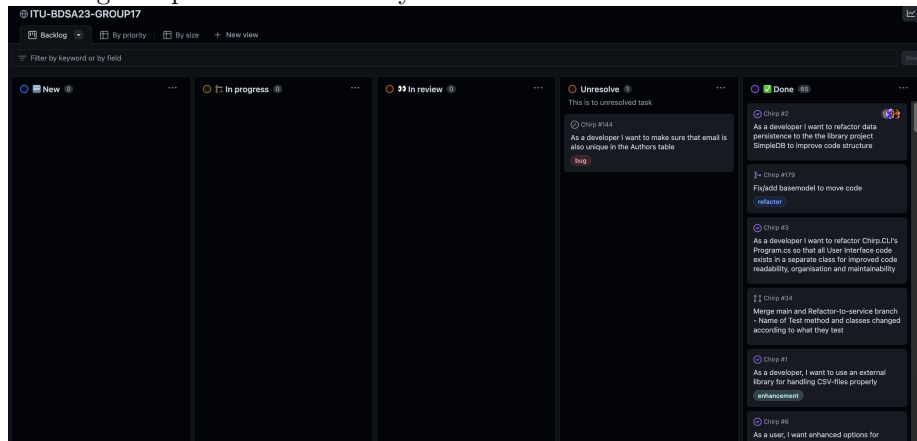 ITU-BDSA23-GROUP17
Backlog
By priority
By size
+ New view
Filter by keyword or by field
New 0
In progress 0
In review 0
Unresolve 1
This is to unresolved task
Chirp #144
As a developer I want to make sure that email is
also unique in the Authors table
bug
Done 65
Chirp #2
As a developer I want to refactor data
persistence to the the library project
SimpleDB to improve code structure
Chirp #179
Fix/add basemodel to move code
refactor
Chirp #3
As a developer I want to refactor Chirp.CLI's
Program.cs so that all User Interface code
exists in a separate class for improved code
readability, organisation and maintainability
Chirp #34
Merge main and Refactor-to-service branch
- Name of Test method and classes changed
according to what they test
Chirp #1
As a developer, I want to use an external
library for handling CSV-files properly
enhancement
Chirp #6
As a user, I want enhanced options for